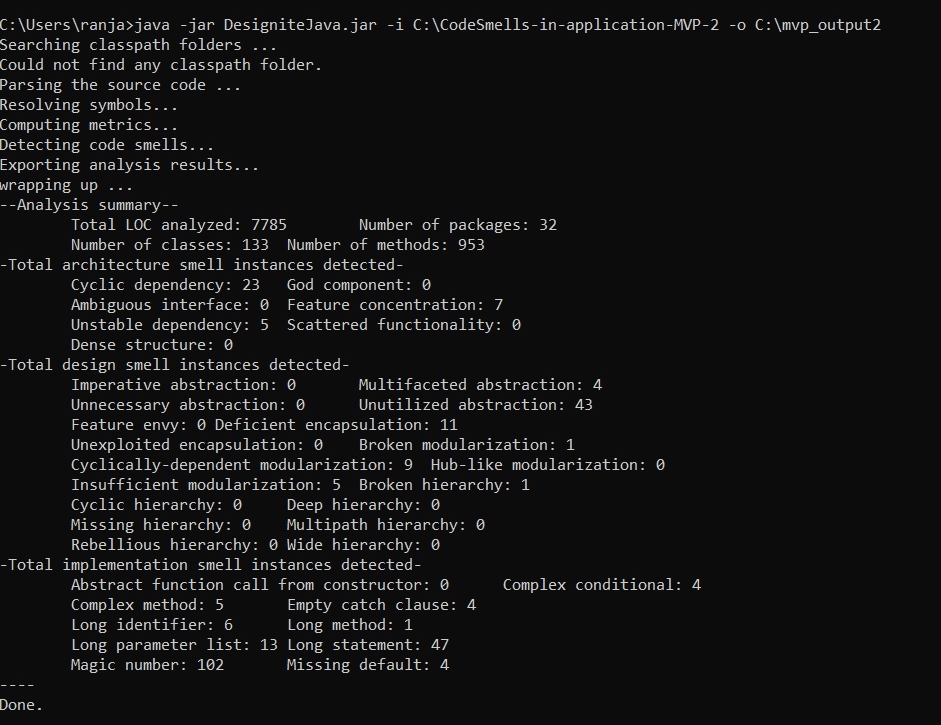 C:\Users\ranja>java -jar DesigniteJava.jar -i C:\CodeSmells-in-application-MVP-2 -o C:\mvp_output2
Searching classpath folders ...
Could not find any classpath folder.
Parsing the source code ...
Resolving symbols...
Computing metrics...
Detecting code smells...
Exporting analysis results...
wrapping up ...
--Analysis summary--
Total LOC analyzed: 7785 Number of packages: 32
Number of classes: 133 Number of methods: 953
-Total architecture smell instances detected-
Cyclic dependency: 23 God component: 0
Ambiguous interface: 0 Feature concentration: 7
Unstable dependency: 5 Scattered functionality: 0
Dense structure: 0
-Total design smell instances detected-
Imperative abstraction: 0 Multifaceted abstraction: 4
Unnecessary abstraction: 0 Unutilized abstraction: 43
Feature envy: 0 Deficient encapsulation: 11
Unexploited encapsulation: 0 Broken modularization: 1
Cyclically-dependent modularization: 9 Hub-like modularization: 0
Insufficient modularization: 5 Broken hierarchy: 1
Cyclic hierarchy: 0 Deep hierarchy: 0
Missing hierarchy: 0 Multipath hierarchy: 0
Rebellious hierarchy: 0 Wide hierarchy: 0
-Total implementation smell instances detected-
Abstract function call from constructor: 0 Complex conditional: 4
Complex method: 5 Empty catch clause: 4
Long identifier: 6 Long method: 1
Long parameter list: 13 Long statement: 47
Magic number: 102 Missing default: 4
----
Done.